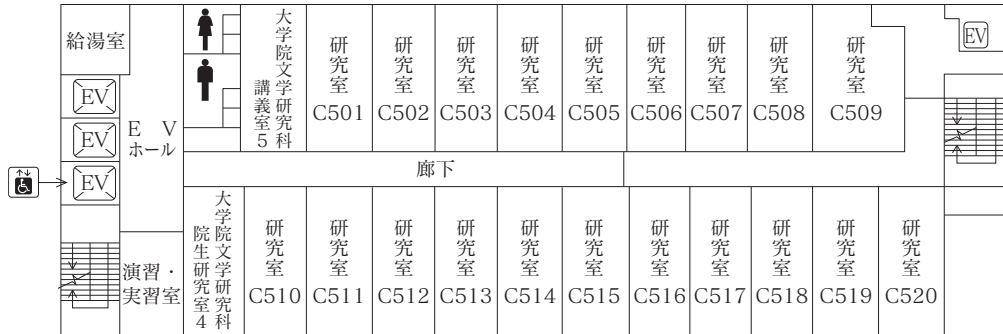 給湯室
EV
EV
EV
E V
ホール
大学院文学研究科
講義室5
研究室
C501
研究室
C502
研究室
C503
研究室
C504
研究室
C505
研究室
C506
研究室
C507
研究室
C508
研究室
C509
EV
廊下
演習・
実習室
大学院文学研究科
院生研究室4
研究室
C510
研究室
C511
研究室
C512
研究室
C513
研究室
C514
研究室
C515
研究室
C516
研究室
C517
研究室
C518
研究室
C519
研究室
C520